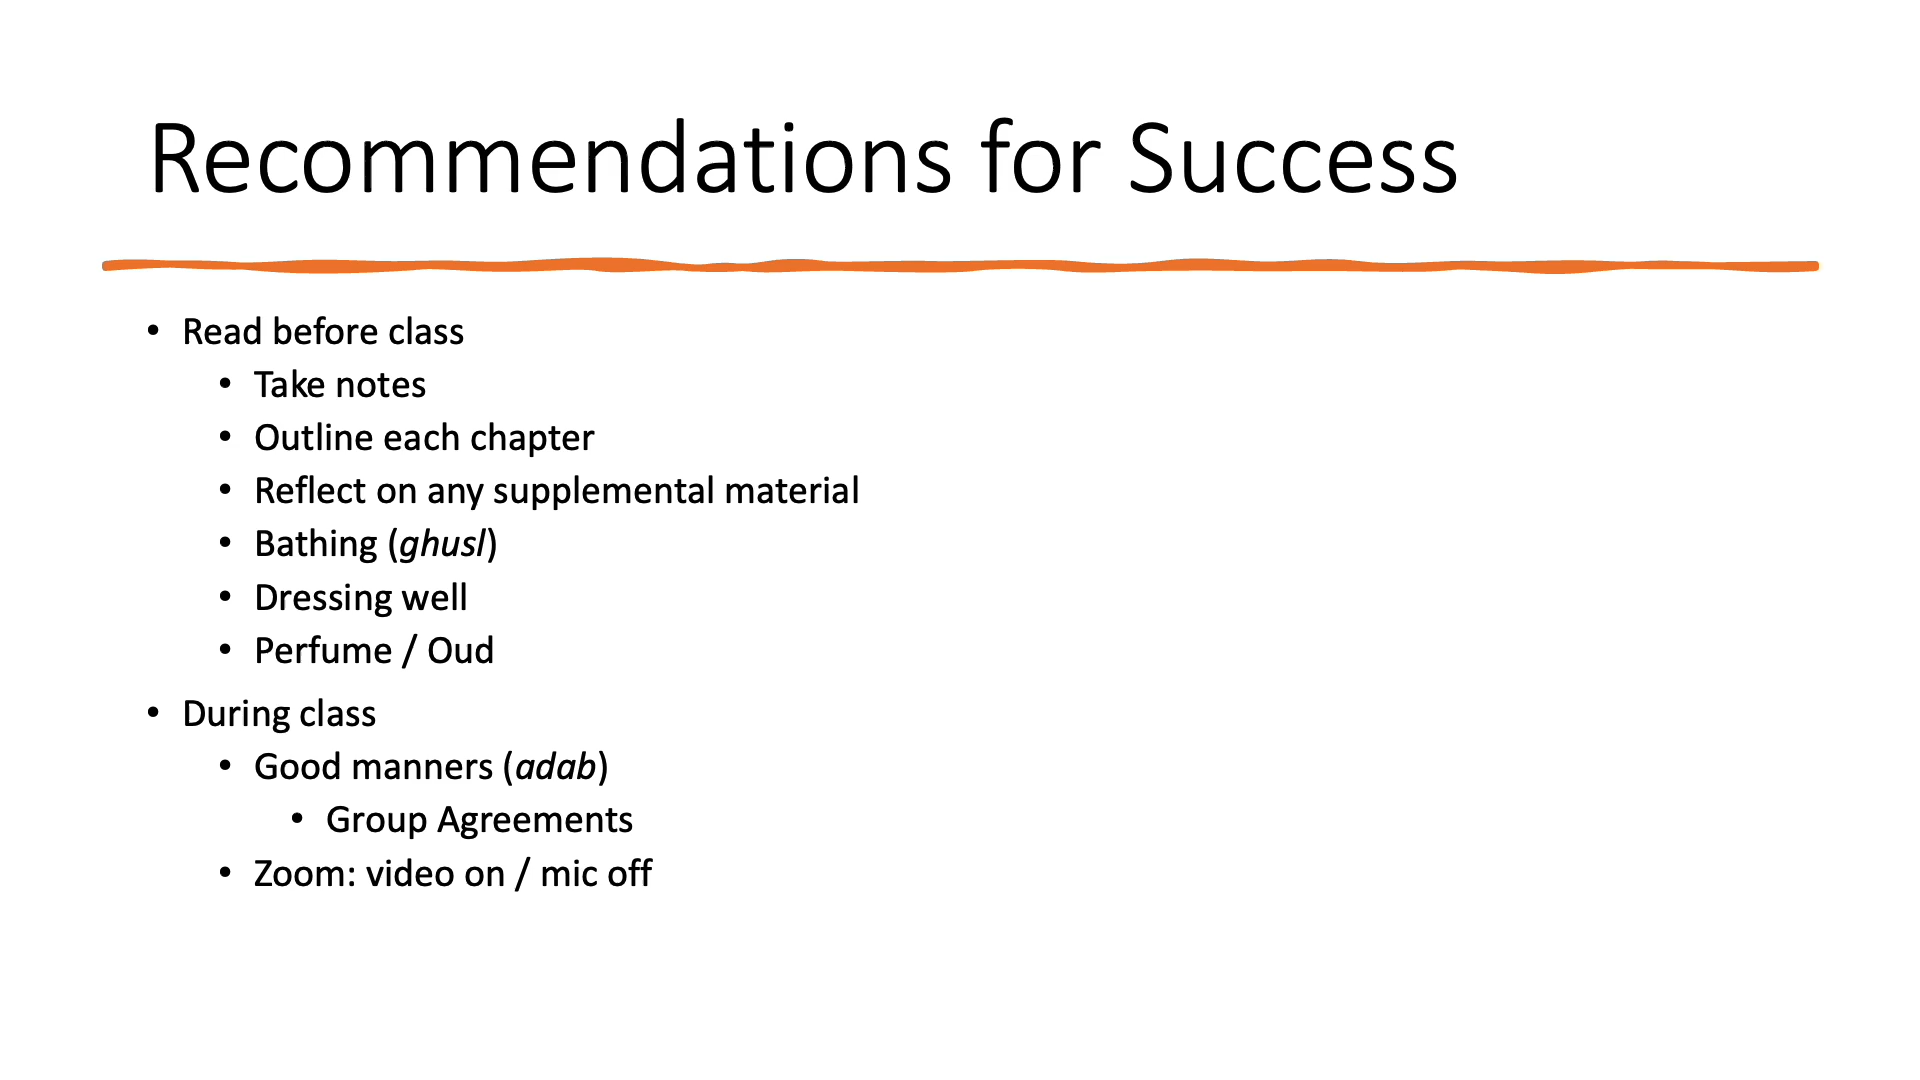 Recommendations for Success
• Read before class
• Take notes
• Outline each chapter
• Reflect on any supplemental material
• Bathing (ghusl)
• Dressing well
• Perfume / Oud
• During class
• Good manners (adab)
• Group Agreements
• Zoom: video on / mic off